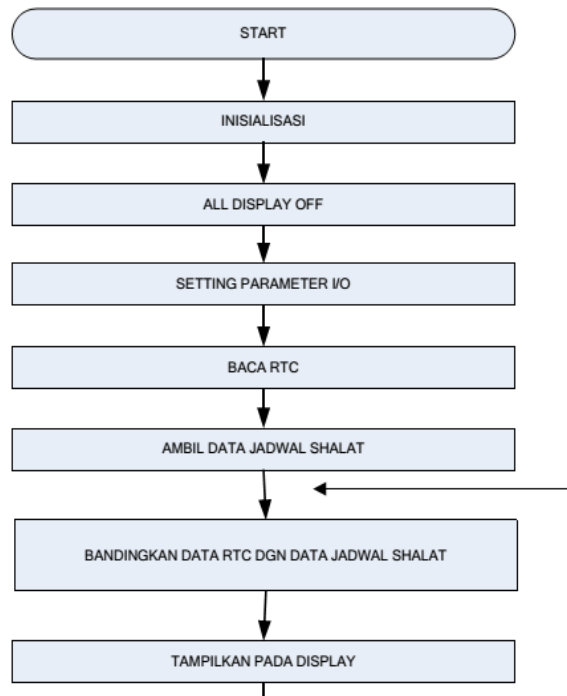 START
INISIALISASI
ALL DISPLAY OFF
SETTING PARAMETER I/O
BACA RTC
AMBIL DATA JADWAL SHALAT
BANDINGKAN DATA RTC DGN DATA JADWAL SHALAT
TAMPILKAN PADA DISPLAY